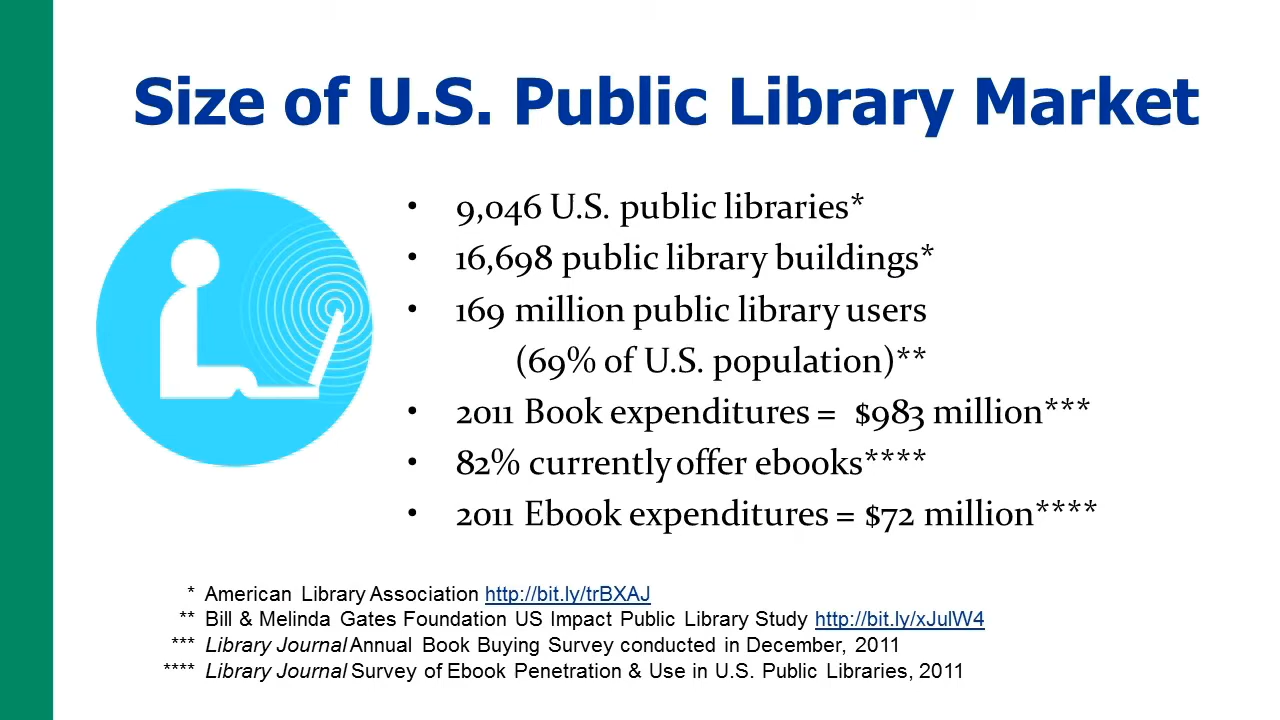 Size of U.S. Public Library Market
• 9,046 U.S. public libraries*
• 16,698 public library buildings*
• 169 million public library users
(69% of U.S. population)**
• 2011 Book expenditures = $983 million***
• 82% currently offer ebooks****
• 2011 Ebook expenditures = $72 million****
* American Library Association http://bit.ly/trBXAJ
** Bill & Melinda Gates Foundation US Impact Public Library Study http://bit.ly/xJulW4
*** Library Journal Annual Book Buying Survey conducted in December, 2011
**** Library Journal Survey of Ebook Penetration & Use in U.S. Public Libraries, 2011